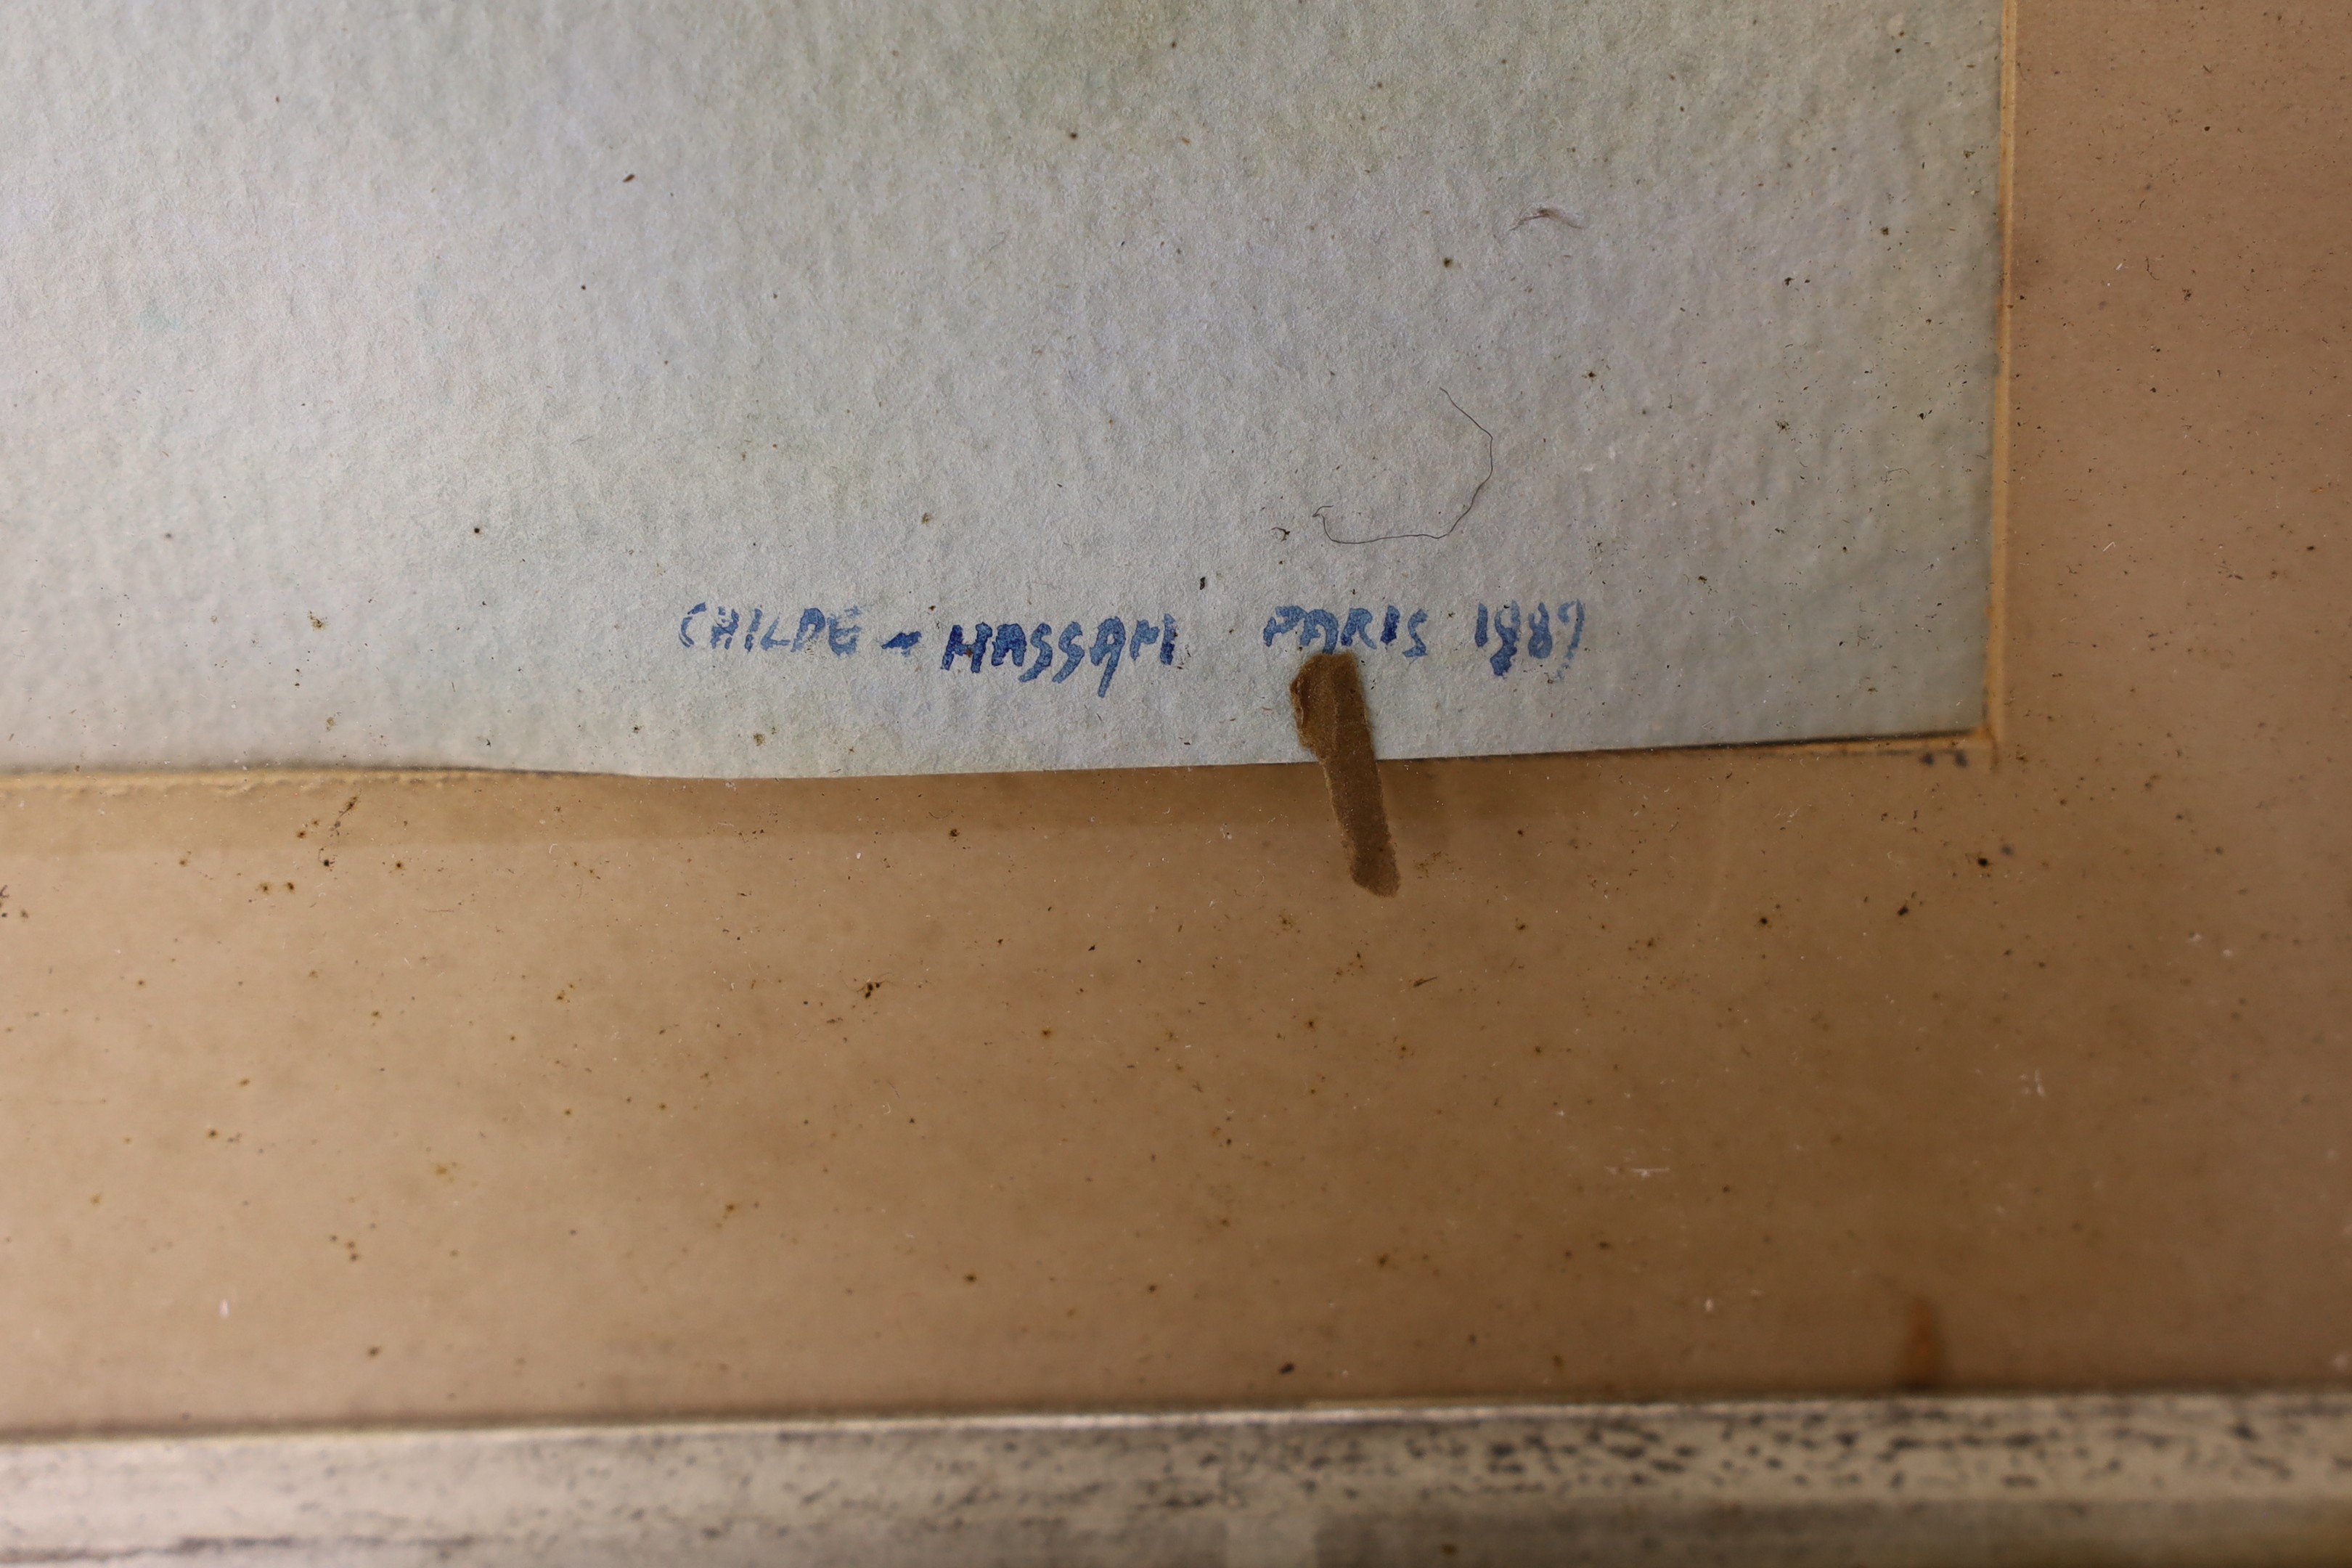 CHILDE - HASSAM PARIS 1889